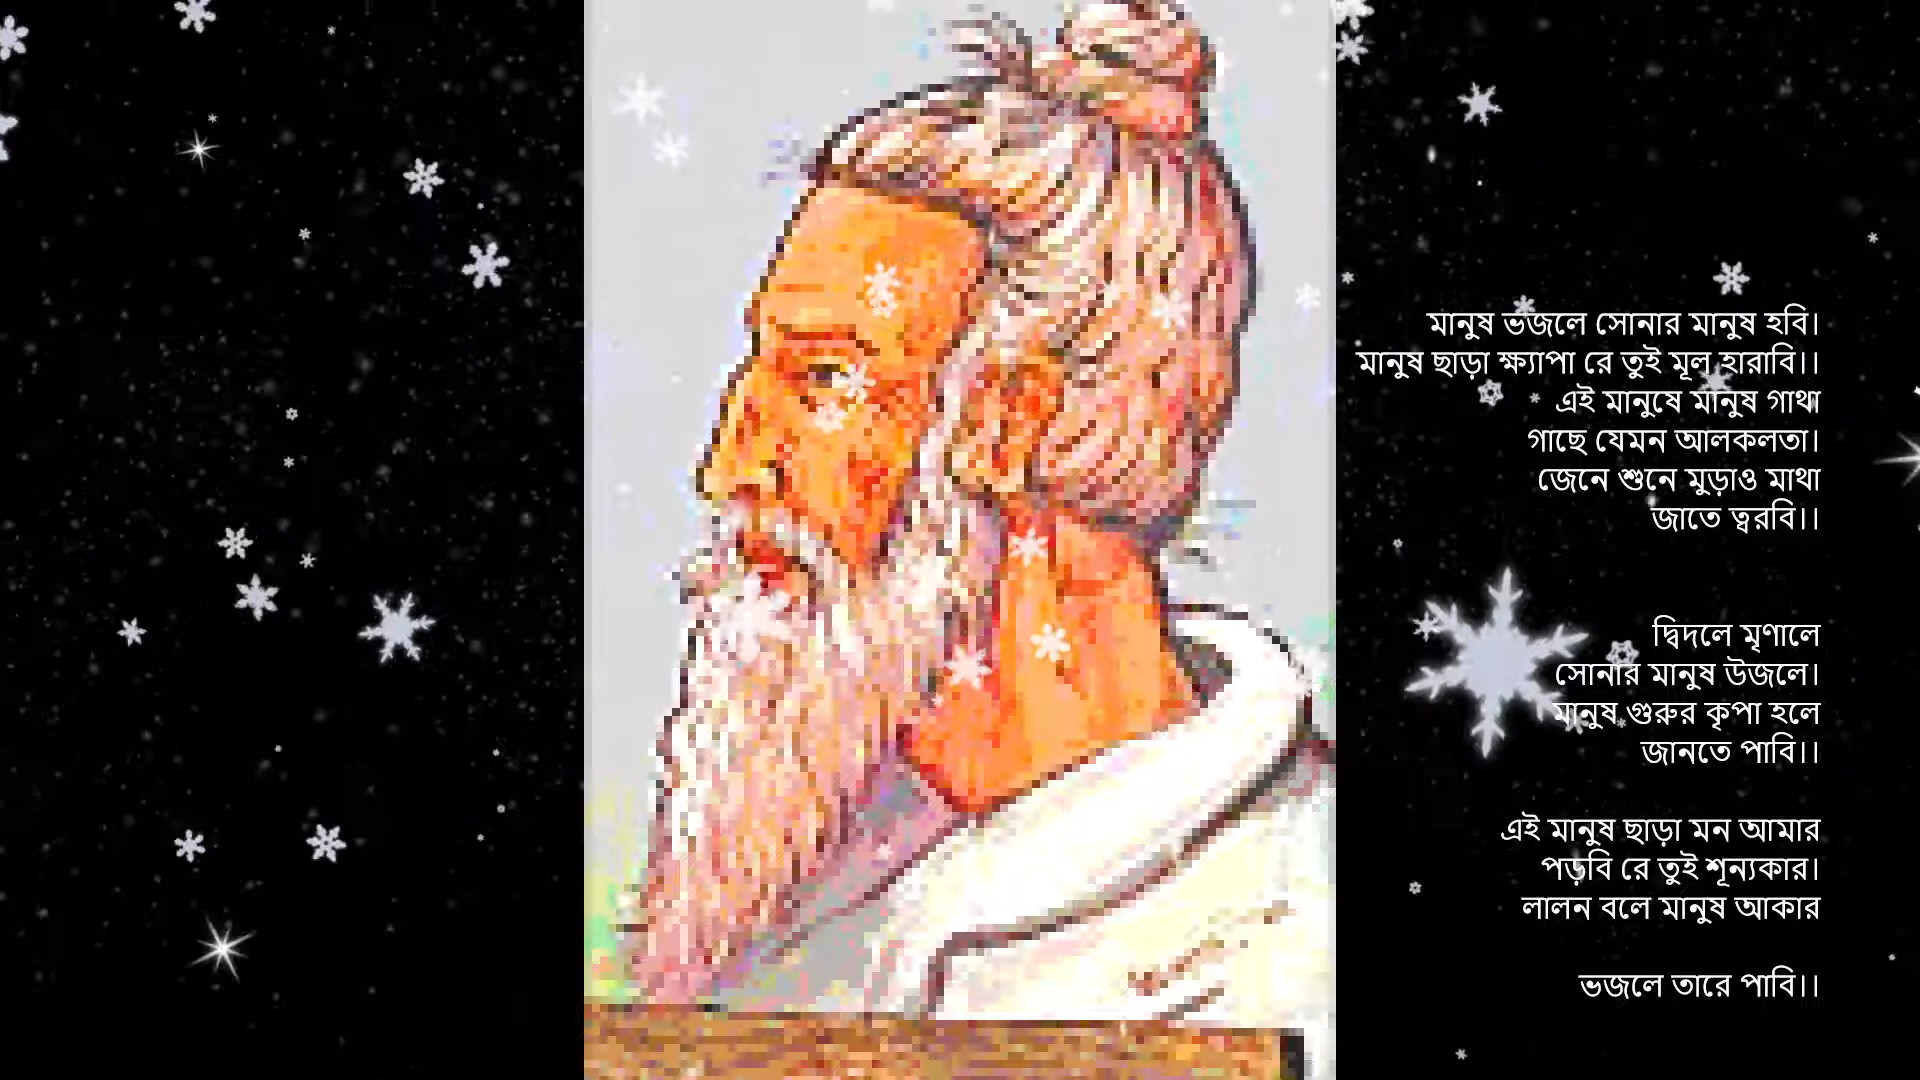 মানুষ ভজলে সোনার মানুষ হবি।
মানুষ ছাড়া ক্ষ্যাপা রে তুই মূল হারাবি।।
এই মানুষে মানুষ গাথা
গাছে যেমন আলকলতা।
জেনে শুনে মুড়াও মাথা
জাতে ত্বরবি।।
দ্বিদলে মৃণালে
সোনার মানুষ উজলে।
মানুষ গুরুর কৃপা হলে
জানতে পাবি।।
এই মানুষ ছাড়া মন আমার
পড়বি রে তুই শূন্যকার।
লালন বলে মানুষ আকার
ভজলে তারে পাবি।।